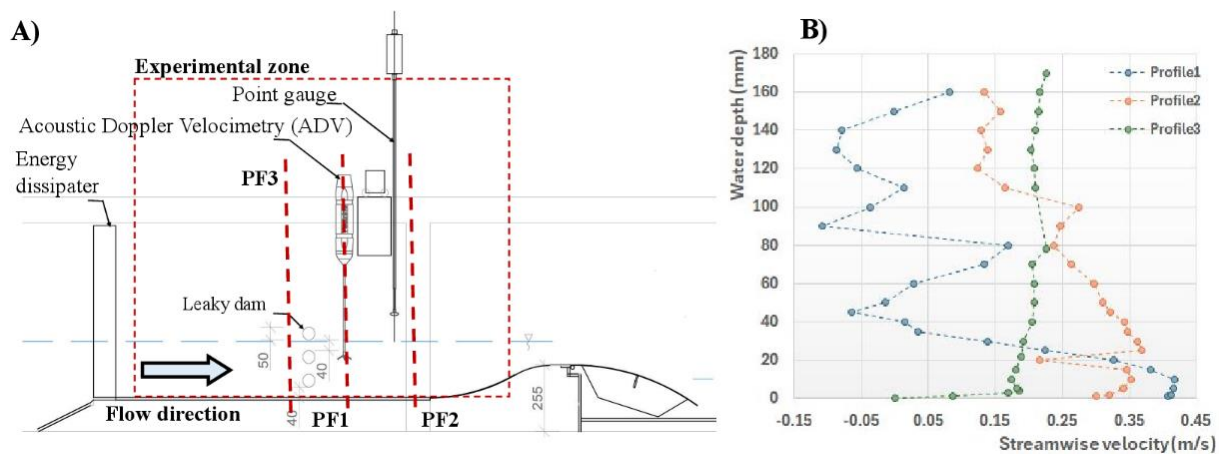 A)
Experimental zone
Point gauge
Acoustic Doppler Velocimetry (ADV)
Energy
dissipater
PF3
Leaky dam
50
40
40
Flow direction
PF1
PF2
255
B)
180
160
140
120
100
80
60
40
20
0
Water depth (mm)
Profile1
Profile2
Profile3
-0.15
-0.05
0.05
0.15
0.25
0.35
0.45
Streamwise velocity (m/s)